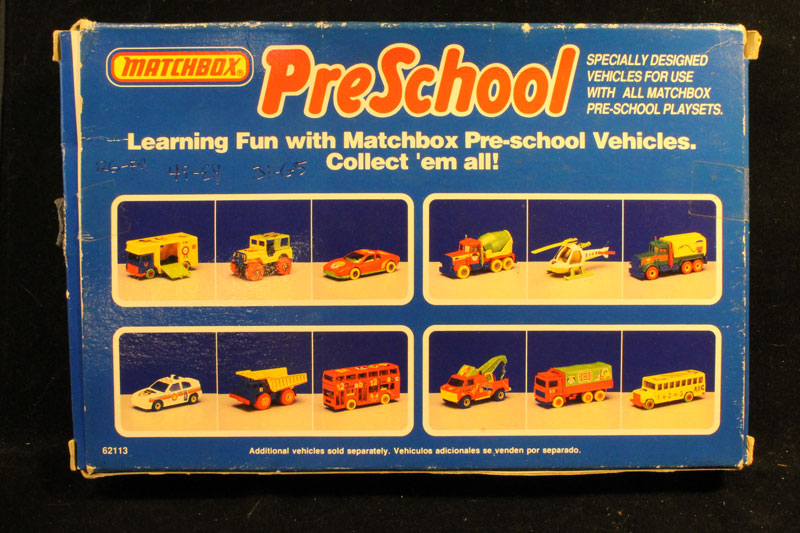 MATCHBOX
PreSchool
SPECIALLY DESIGNED
VEHICLES FOR USE
WITH ALL MATCHBOX
PRE-SCHOOL PLAYSETS.
Learning Fun with Matchbox Pre-school Vehicles.
Collect 'em all!
62113
Additional vehicles sold separately. Vehiculos adicionales se venden por separado.